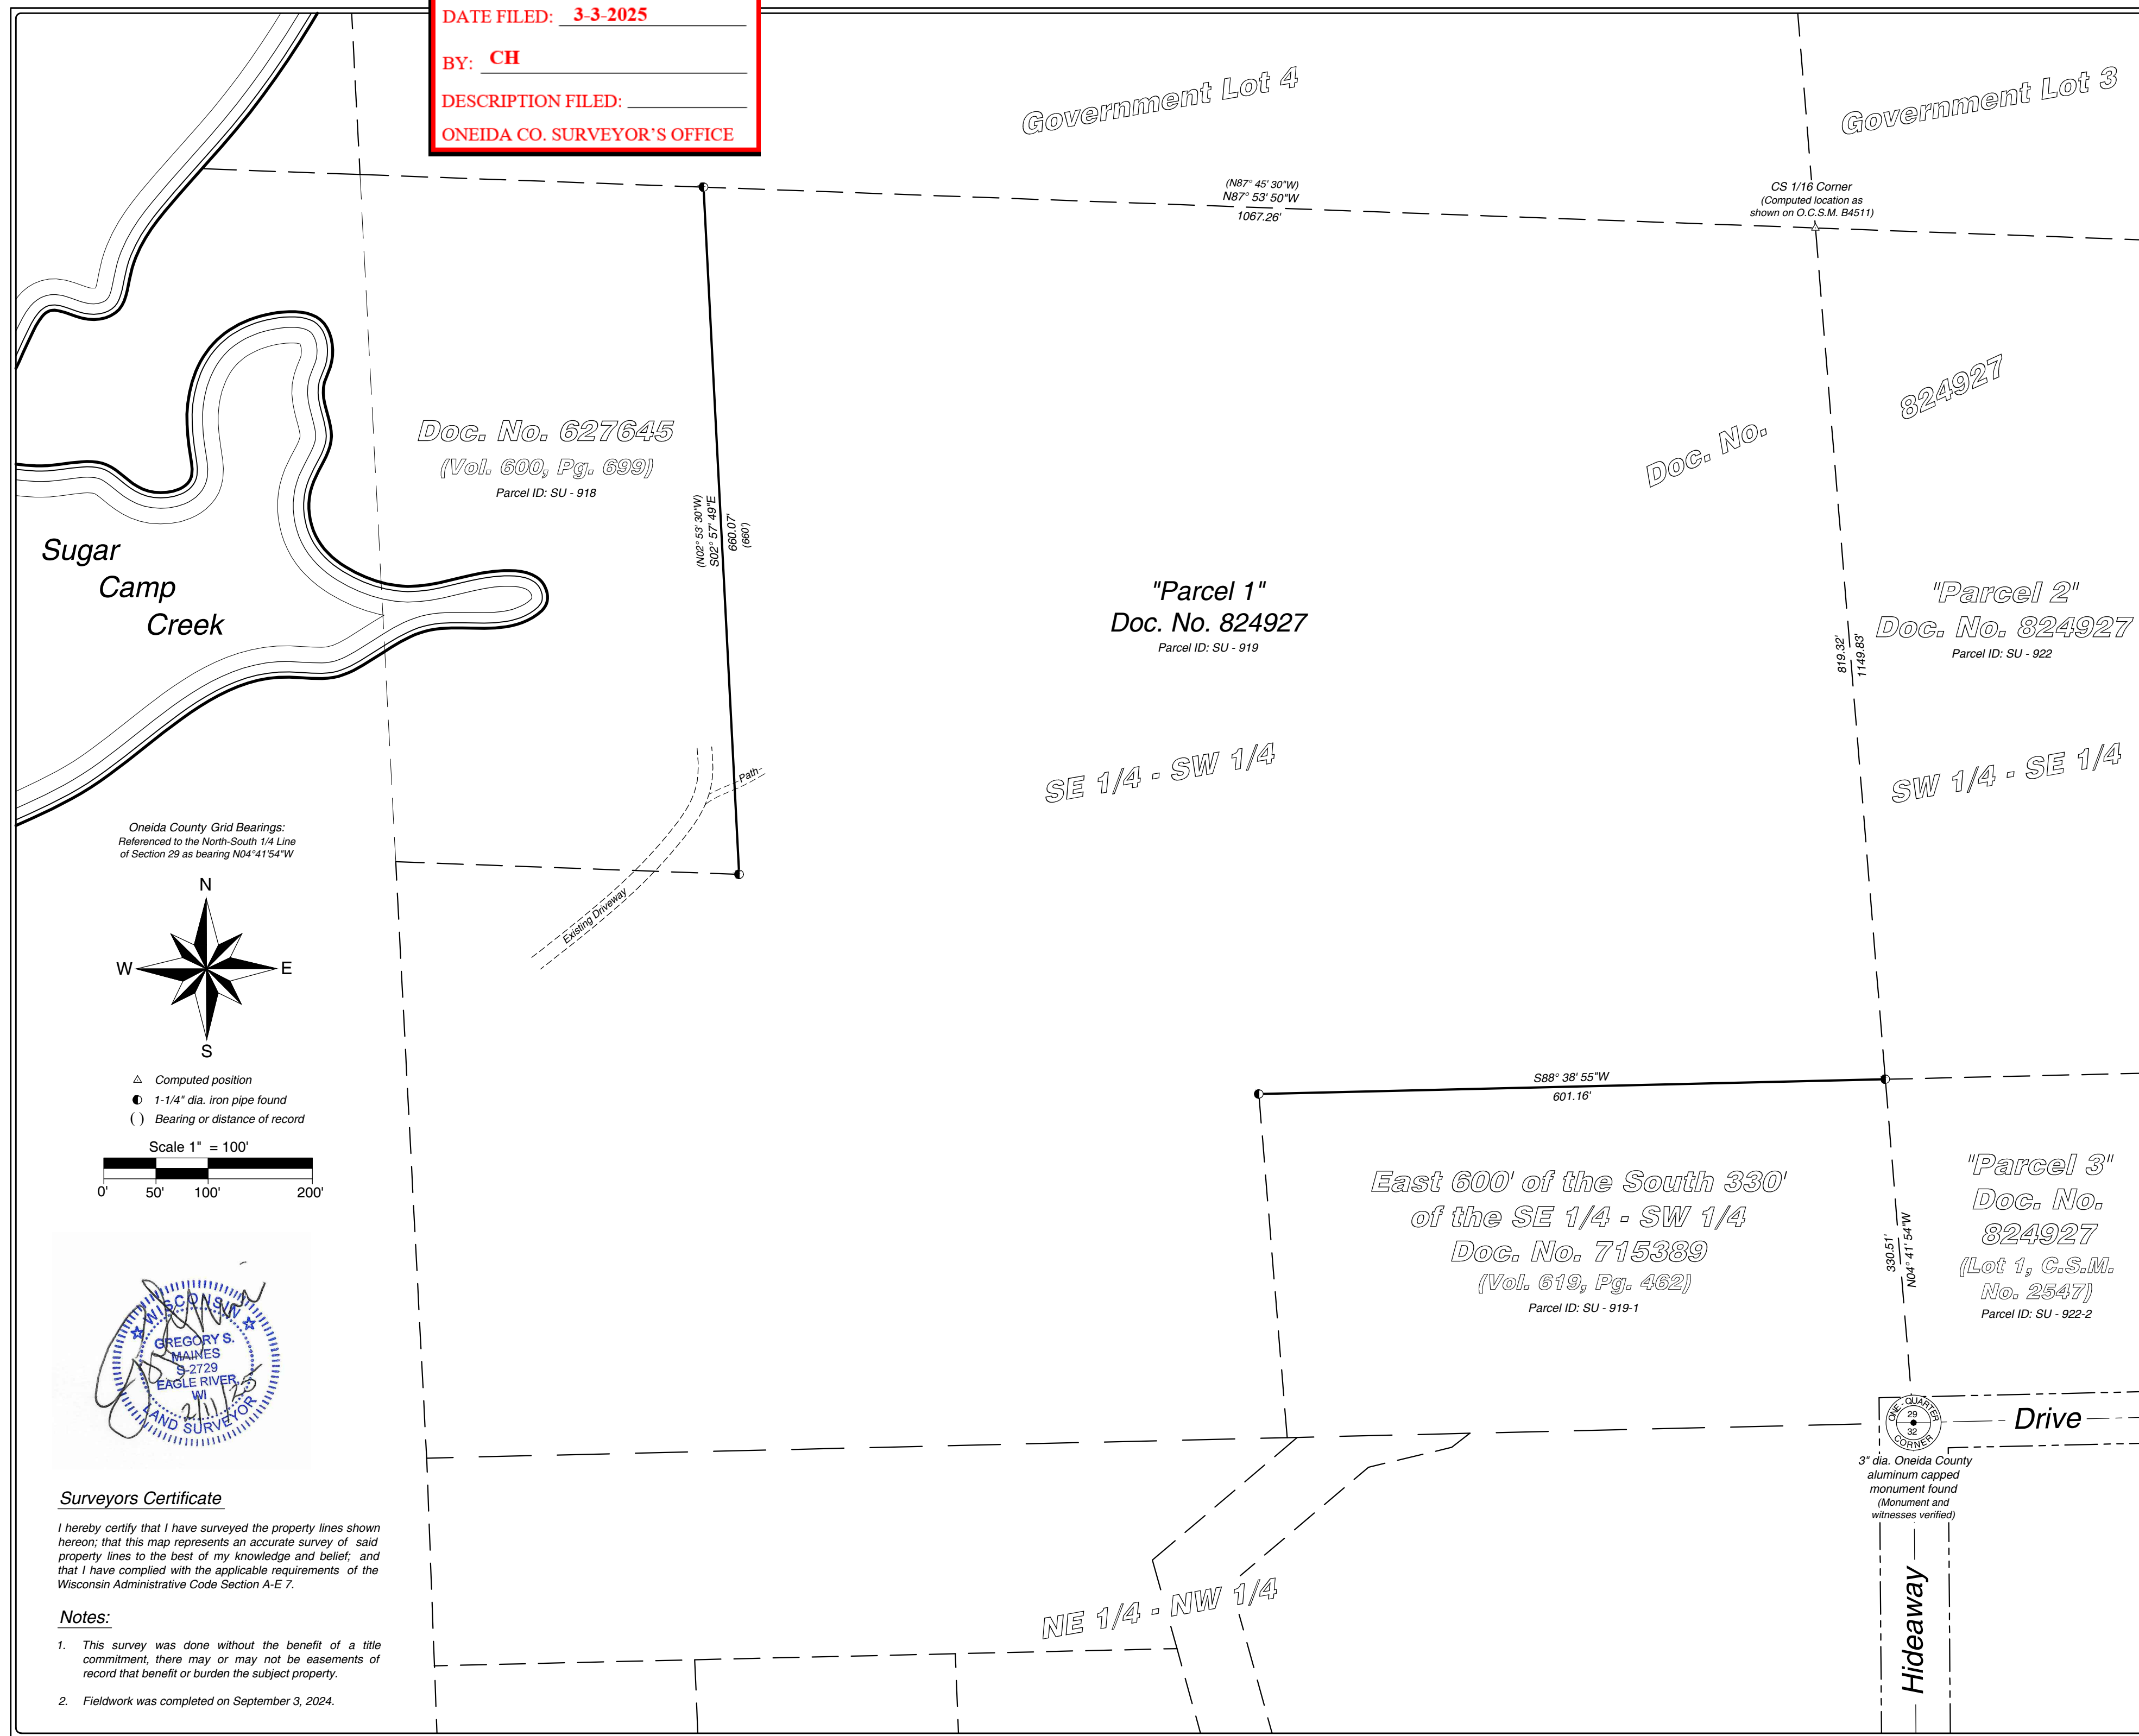 DATE FILED: 3-3-2025
BY: CH
DESCRIPTION FILED:
ONEIDA CO. SURVEYOR'S OFFICE
Government Lot 4
Government Lot 3
(N87° 45' 30"W)
N87° 53' 50"W
1067.26'
CS 1/16 Corner
(Computed location as
shown on O.C.S.M. B4511)
Doc. No. 824927
Doc. No. 627645
(Vol. 600, Pg. 699)
Parcel ID: SU - 918
(N02° 53' 30"W)
S02° 57' 49"E
660.07'
(660')
Sugar
Camp
Creek
"Parcel 1"
Doc. No. 824927
Parcel ID: SU - 919
819.32'
1149.83'
"Parcel 2"
Doc. No. 824927
Parcel ID: SU - 922
SE 1/4 - SW 1/4
SW 1/4 - SE 1/4
Path
Existing Driveway
Oneida County Grid Bearings:
Referenced to the North-South 1/4 Line
of Section 29 as bearing N04°41'54"W
N
W E
S
Computed position
1-1/4" dia. iron pipe found
( ) Bearing or distance of record
Scale 1" = 100'
0' 50' 100' 200'
S88° 38' 55"W
601.16'
East 600' of the South 330'
of the SE 1/4 - SW 1/4
Doc. No. 715389
(Vol. 619, Pg. 462)
Parcel ID: SU - 919-1
330.51'
N04° 41' 54"W
"Parcel 3"
Doc. No.
824927
(Lot 1, C.S.M.
No. 2547)
Parcel ID: SU - 922-2
WISCONSIN
GREGORY S.
MAINES
S-2729
EAGLE RIVER,
WI
2/11/25
LAND SURVEYOR
ONE-QUARTER
29
32
CORNER
Drive
3" dia. Oneida County
aluminum capped
monument found
(Monument and
witnesses verified)
Hideaway
NE 1/4 - NW 1/4
Surveyors Certificate
I hereby certify that I have surveyed the property lines shown
hereon; that this map represents an accurate survey of said
property lines to the best of my knowledge and belief; and
that I have complied with the applicable requirements of the
Wisconsin Administrative Code Section A-E 7.
Notes:
1. This survey was done without the benefit of a title
commitment, there may or may not be easements of
record that benefit or burden the subject property.
2. Fieldwork was completed on September 3, 2024.